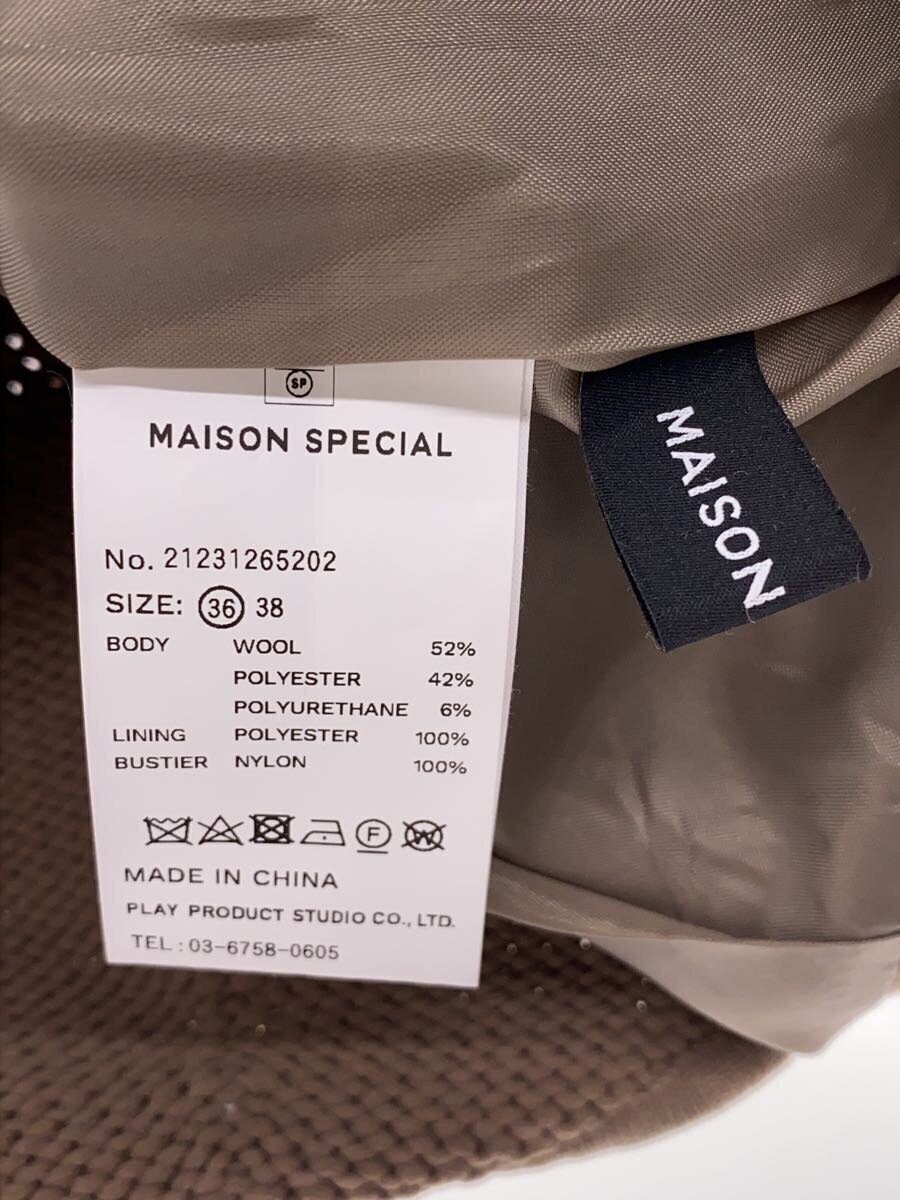 SP
MAISON SPECIAL
No. 21231265202
SIZE: 36 38
BODY WOOL 52%
POLYESTER 42%
POLYURETHANE 6%
LINING POLYESTER 100%
BUSTIER NYLON 100%
F W
MADE IN CHINA
PLAY PRODUCT STUDIO CO., LTD.
TEL : 03-6758-0605
MAISON